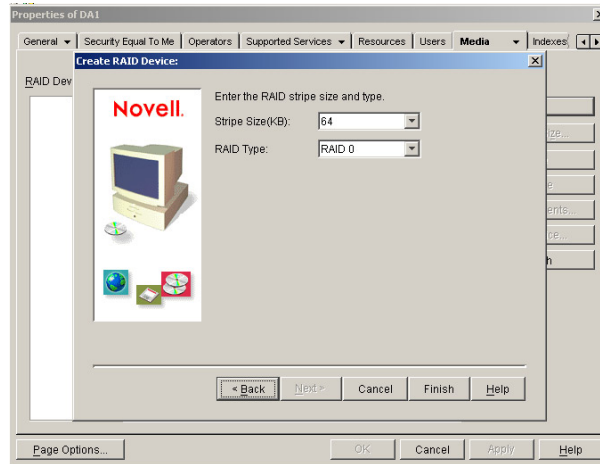 Properties of DA1
General Security Equal To Me Operators Supported Services Resources Users Media Indexes
Create RAID Device:
RAID Dev
Novell.
Enter the RAID stripe size and type.
Stripe Size(KB): 64
RAID Type: RAID 0
< Back Next > Cancel Finish Help
Page Options... OK Cancel Apply Help